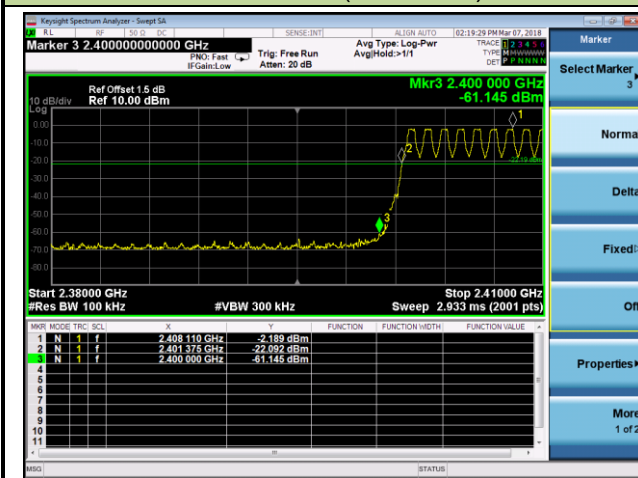 Keysight Spectrum Analyzer - Swept SA
RL RF 50 Ω DC SENSE:INT ALIGN AUTO 02:19:29 PM Mar 07, 2018
Marker 3 2.400000000000 GHz
PNO: Fast
IFGain:Low
Trig: Free Run
Atten: 20 dB
Avg Type: Log-Pwr
Avg|Hold:>1/1
TRACE 1 2 3 4 5 6
TYPE M WWWWW
DET P P N N N N
Ref Offset 1.5 dB
10 dB/div Ref 10.00 dBm
Log
Mkr3 2.400 000 GHz
-61.145 dBm
0.00
-10.0
-20.0
-30.0
-40.0
-50.0
-60.0
-70.0
-80.0
1
2
3
-22.19 dBm
Start 2.38000 GHz Stop 2.41000 GHz
#Res BW 100 kHz #VBW 300 kHz Sweep 2.933 ms (2001 pts)
MKR MODE TRC SCL X Y FUNCTION FUNCTION WIDTH FUNCTION VALUE
1 N 1 f 2.408 110 GHz -2.189 dBm
2 N 1 f 2.401 375 GHz -22.092 dBm
3 N 1 f 2.400 000 GHz -61.145 dBm
4
5
6
7
8
9
10
11
MSG STATUS
Marker
Select Marker
3
Norma
Delta
Fixed
Off
Properties
More
1 of 2